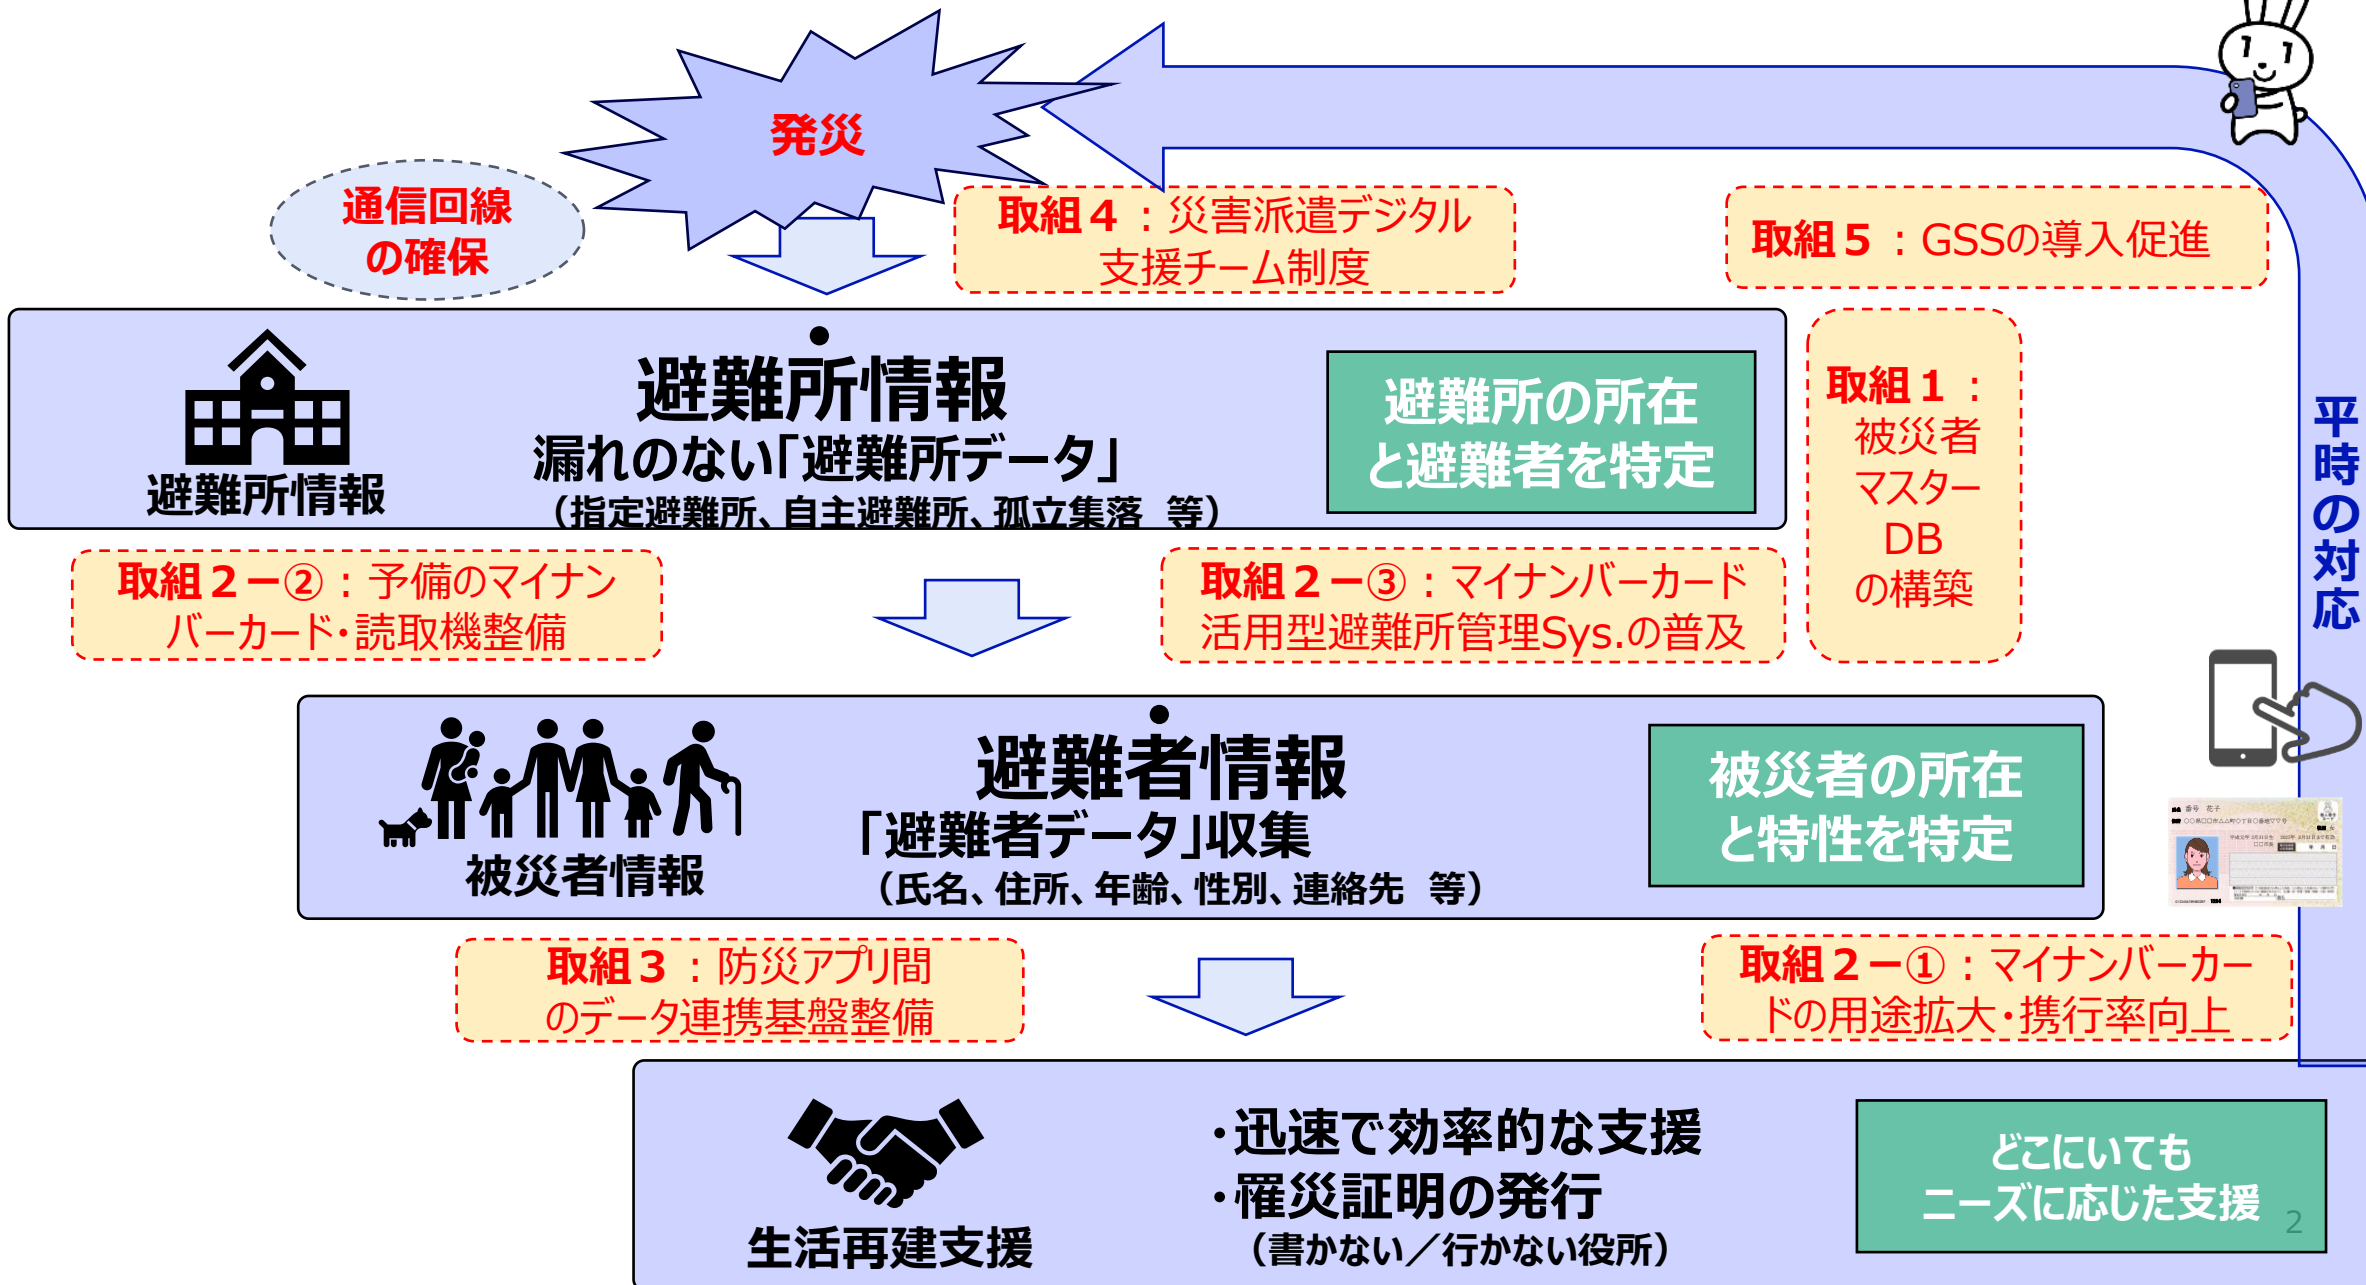 発災
通信回線
の確保
取組４：災害派遣デジタル
支援チーム制度
取組５：GSSの導入促進
避難所情報
避難所情報
漏れのない「避難所データ」
（指定避難所、自主避難所、孤立集落　等）
避難所の所在
と避難者を特定
取組１：
被災者
マスター
DB
の構築
平時の対応
取組２ー②：予備のマイナン
バーカード・読取機整備
取組２ー③：マイナンバーカード
活用型避難所管理Sys.の普及
被災者情報
避難者情報
「避難者データ」収集
（氏名、住所、年齢、性別、連絡先　等）
被災者の所在
と特性を特定
番号　花子
○○県□□市△△町○丁目○番地▽▽号
取組３：防災アプリ間
のデータ連携基盤整備
取組２ー①：マイナンバーカー
ドの用途拡大・携行率向上
生活再建支援
・迅速で効率的な支援
・罹災証明の発行
（書かない／行かない役所）
どこにいても
ニーズに応じた支援
2